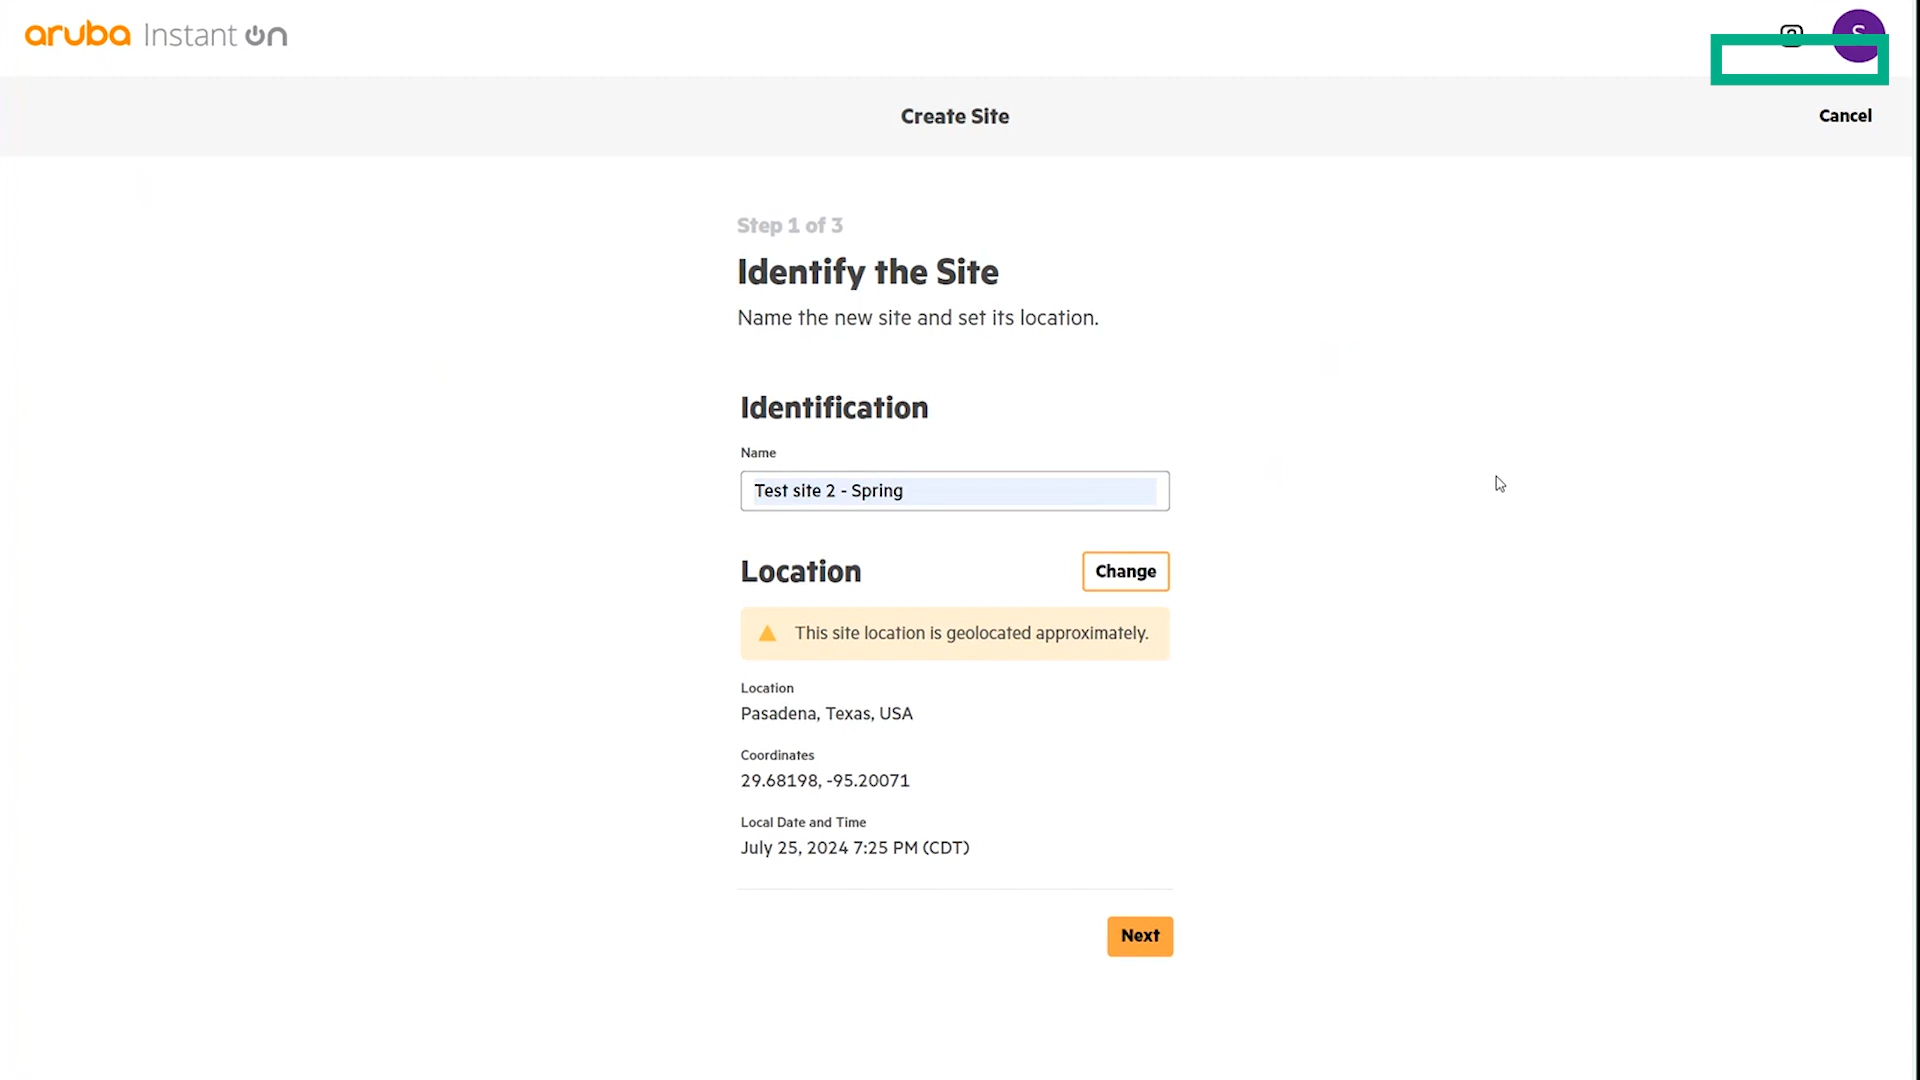 aruba Instant On
Create Site
Cancel
Step 1 of 3
Identify the Site
Name the new site and set its location.
Identification
Name
Test site 2 - Spring
Location
Change
This site location is geolocated approximately.
Location
Pasadena, Texas, USA
Coordinates
29.68198, -95.20071
Local Date and Time
July 25, 2024 7:25 PM (CDT)
Next